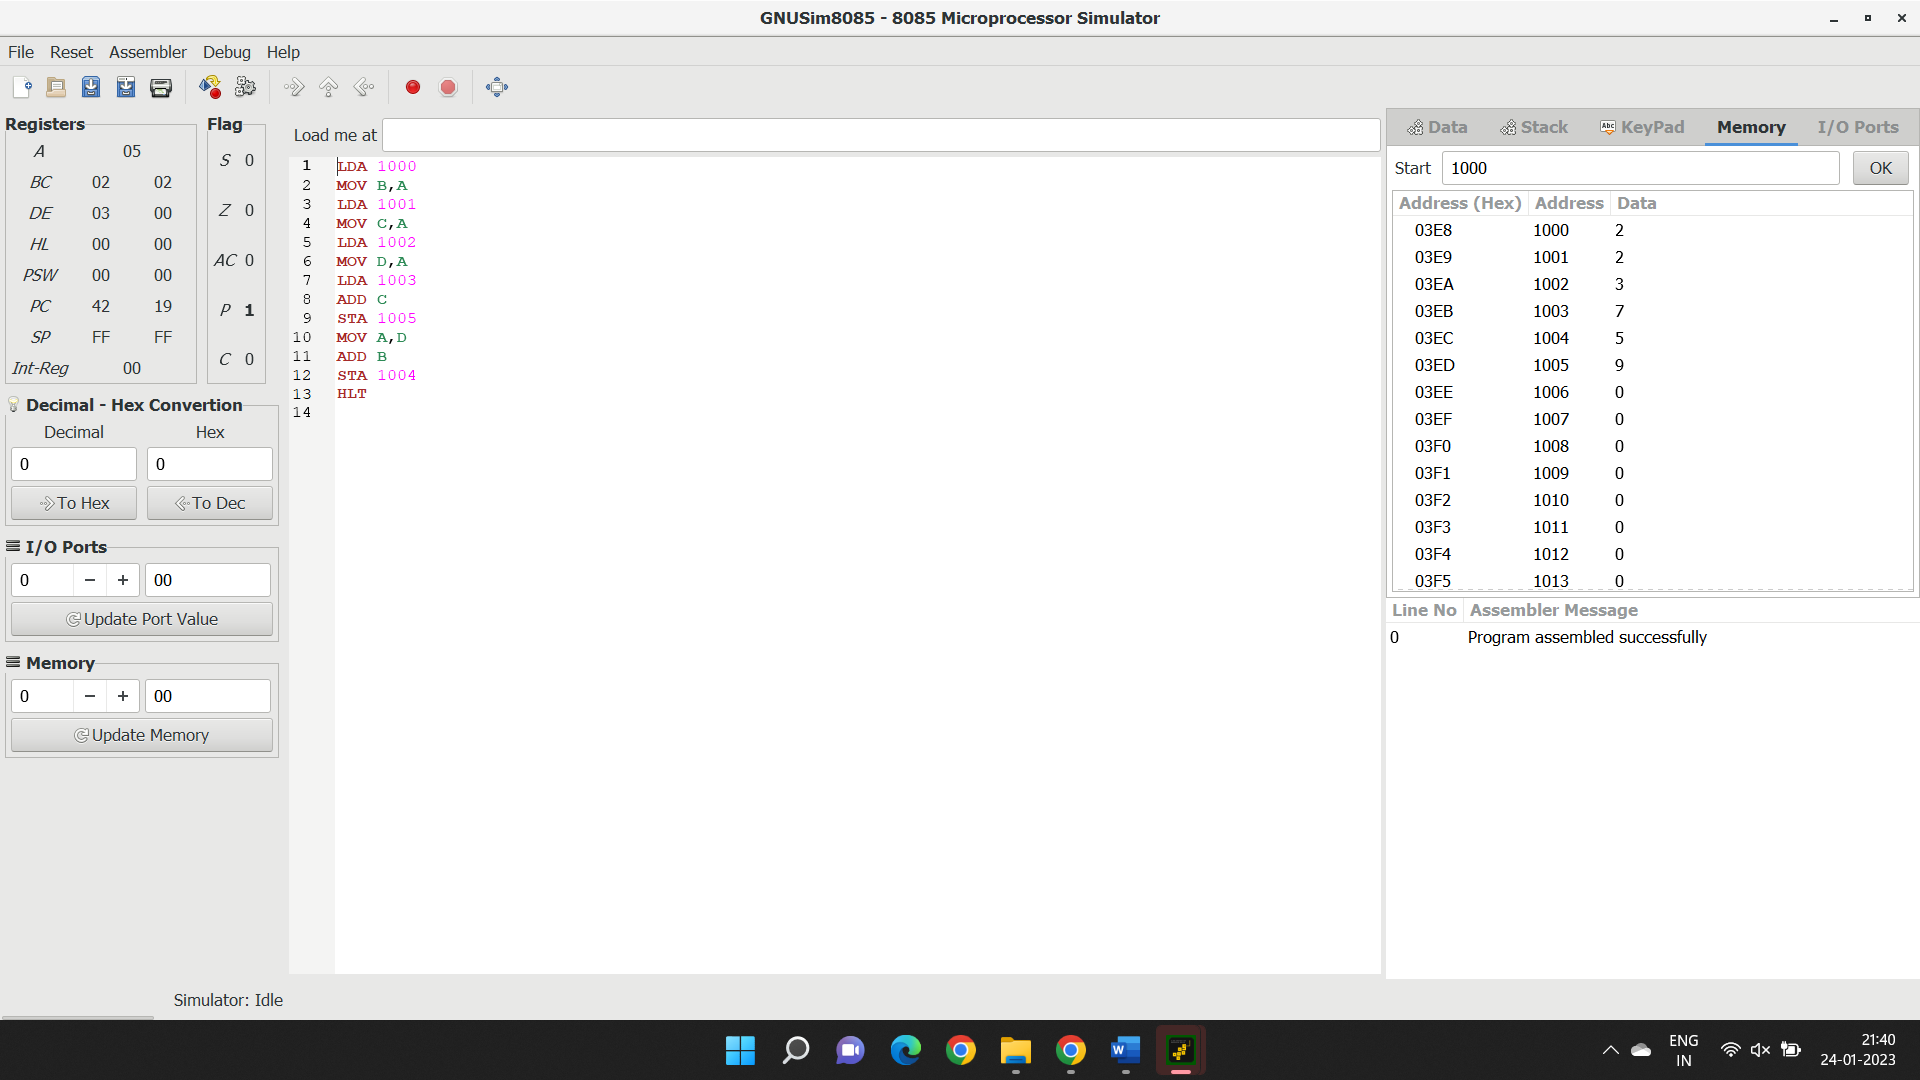 GNUSim8085 - 8085 Microprocessor Simulator
File Reset Assembler Debug Help
Registers
A 05
BC 02 02
DE 03 00
HL 00 00
PSW 00 00
PC 42 19
SP FF FF
Int-Reg 00
Flag
S 0
Z 0
AC 0
P 1
C 0
Decimal - Hex Convertion
Decimal Hex
0 0
To Hex To Dec
I/O Ports
0 − + 00
Update Port Value
Memory
0 − + 00
Update Memory
Load me at
1 LDA 1000
2 MOV B,A
3 LDA 1001
4 MOV C,A
5 LDA 1002
6 MOV D,A
7 LDA 1003
8 ADD C
9 STA 1005
10 MOV A,D
11 ADD B
12 STA 1004
13 HLT
14
Data Stack Abc KeyPad Memory I/O Ports
Start 1000 OK
Address (Hex) Address Data
03E8 1000 2
03E9 1001 2
03EA 1002 3
03EB 1003 7
03EC 1004 5
03ED 1005 9
03EE 1006 0
03EF 1007 0
03F0 1008 0
03F1 1009 0
03F2 1010 0
03F3 1011 0
03F4 1012 0
03F5 1013 0
Line No Assembler Message
0 Program assembled successfully
Simulator: Idle
W
ENG
IN
21:40
24-01-2023